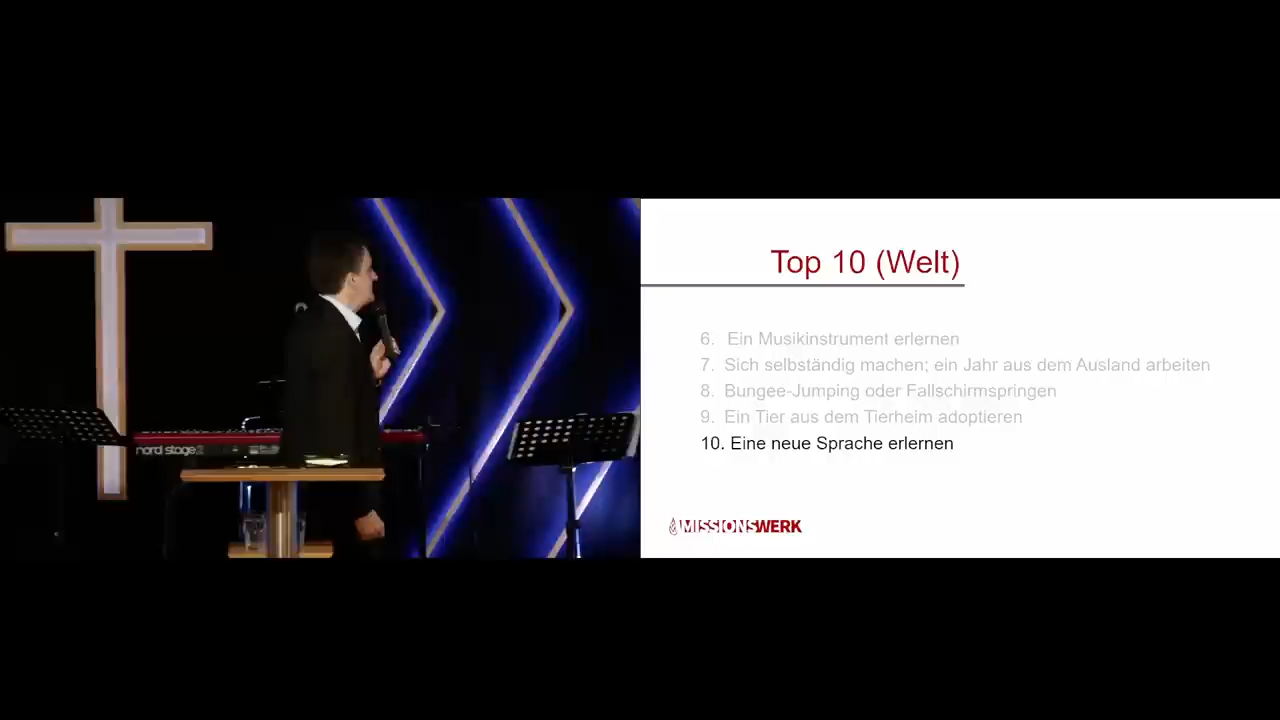 nord stage 2
Top 10 (Welt)
6. Ein Musikinstrument erlernen
7. Sich selbständig machen; ein Jahr aus dem Ausland arbeiten
8. Bungee-Jumping oder Fallschirmspringen
9. Ein Tier aus dem Tierheim adoptieren
10. Eine neue Sprache erlernen
MISSIONSWERK